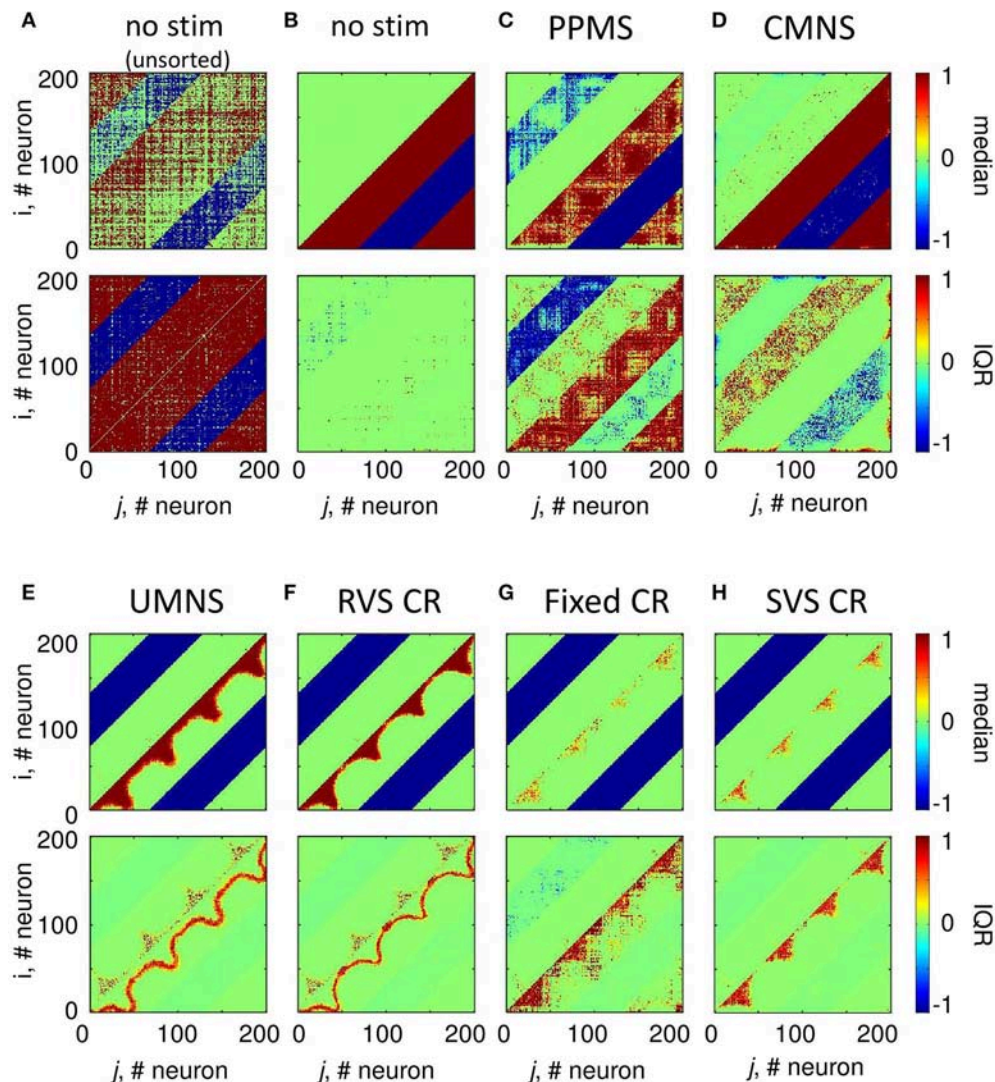 A
no stim
(unsorted)
B
no stim
C
PPMS
D
CMNS
i, # neuron
200
100
0
1
0
-1
median
i, # neuron
200
100
0
1
0
-1
IQR
0 100 200
0 100 200
0 100 200
0 100 200
j, # neuron
j, # neuron
j, # neuron
j, # neuron
E
UMNS
F
RVS CR
G
Fixed CR
H
SVS CR
i, # neuron
200
100
0
1
0
-1
median
i, # neuron
200
100
0
1
0
-1
IQR
0 100 200
0 100 200
0 100 200
0 100 200
j, # neuron
j, # neuron
j, # neuron
j, # neuron